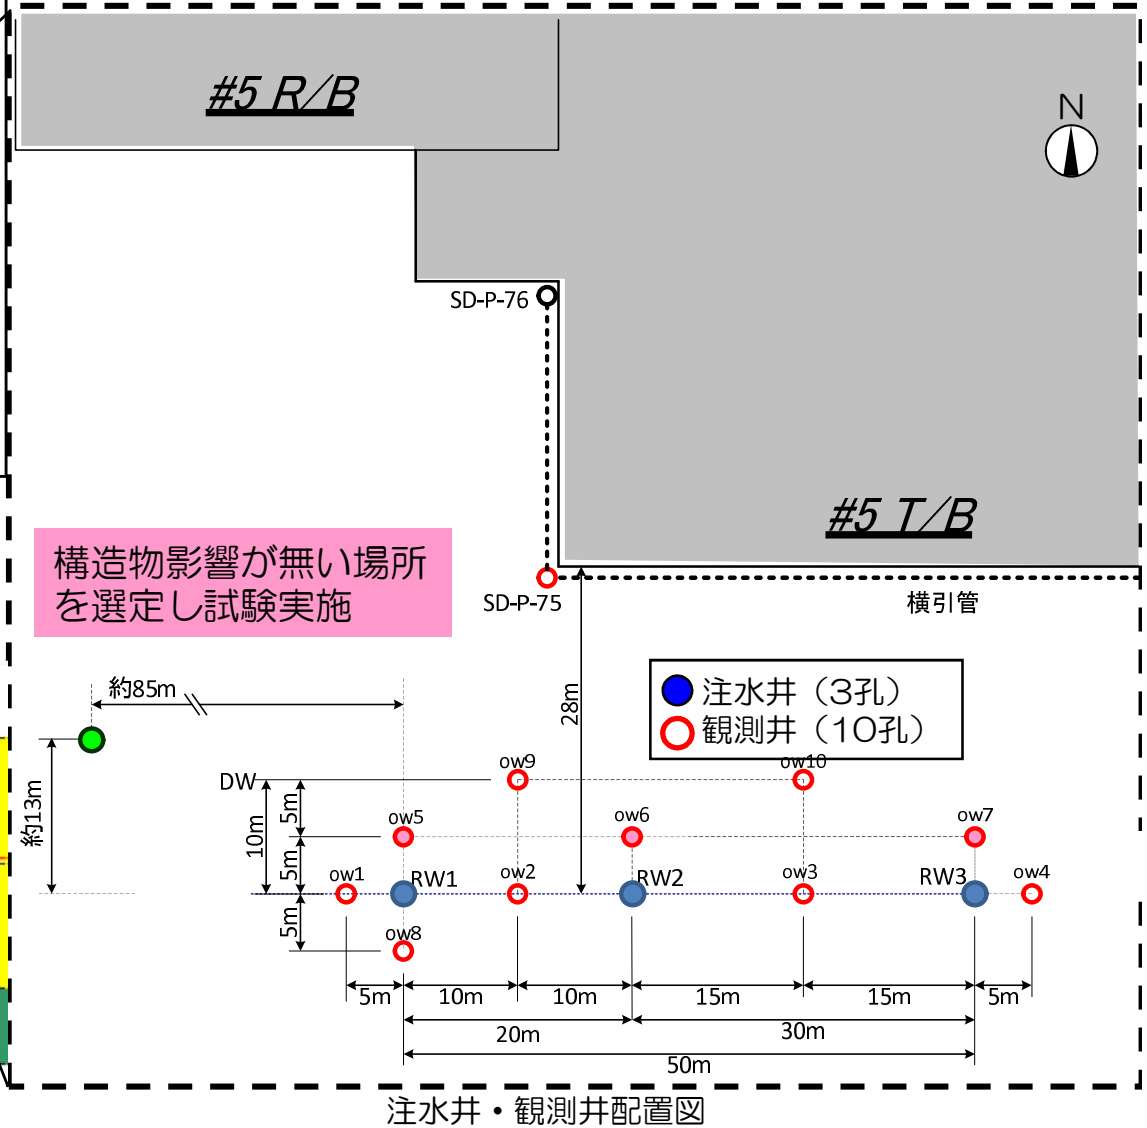 #5 R/B
N
SD-P-76
#5 T/B
構造物影響が無い場所
を選定し試験実施
SD-P-75
横引管
約85m
28m
注水井（3孔）
観測井（10孔）
約13m
DW
ow9
ow10
10m
5m
ow5
ow6
ow7
5m
ow1
RW1
ow2
RW2
ow3
RW3
ow4
5m
ow8
5m
10m
10m
15m
15m
5m
20m
30m
50m
注水井・観測井配置図